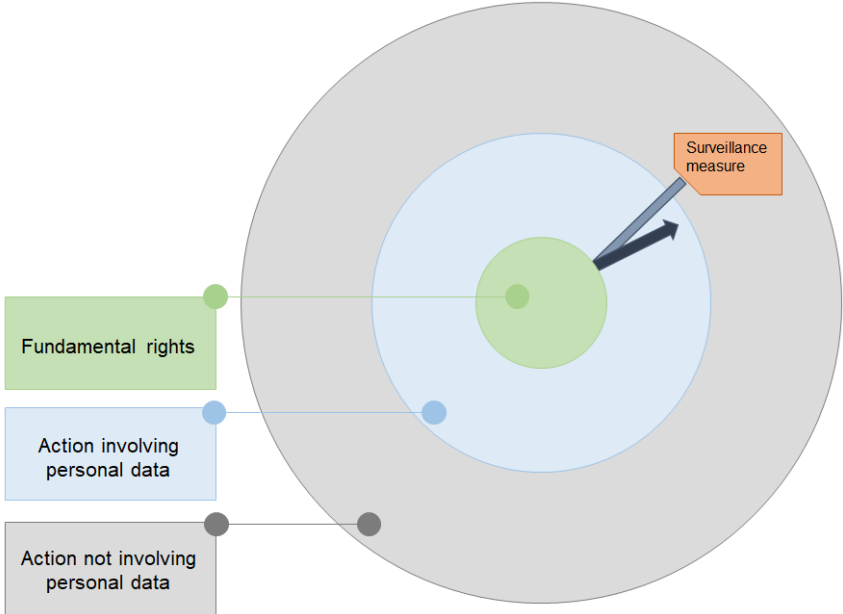 Surveillance
measure
Fundamental rights
Action involving
personal data
Action not involving
personal data